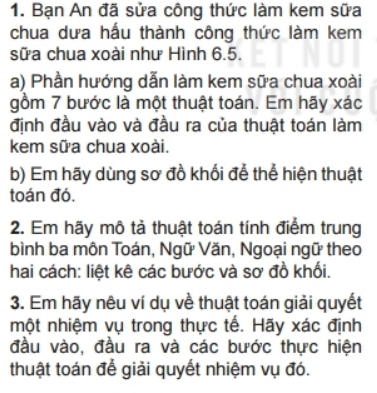 1. Bạn An đã sửa công thức làm kem sữa
chua dưa hấu thành công thức làm kem
sữa chua xoài như Hình 6.5.
a) Phần hướng dẫn làm kem sữa chua xoài
gồm 7 bước là một thuật toán. Em hãy xác
định đầu vào và đầu ra của thuật toán làm
kem sữa chua xoài.
b) Em hãy dùng sơ đồ khối để thể hiện thuật
toán đó.
2. Em hãy mô tả thuật toán tính điểm trung
bình ba môn Toán, Ngữ Văn, Ngoại ngữ theo
hai cách: liệt kê các bước và sơ đồ khối.
3. Em hãy nêu ví dụ về thuật toán giải quyết
một nhiệm vụ trong thực tế. Hãy xác định
đầu vào, đầu ra và các bước thực hiện
thuật toán để giải quyết nhiệm vụ đó.